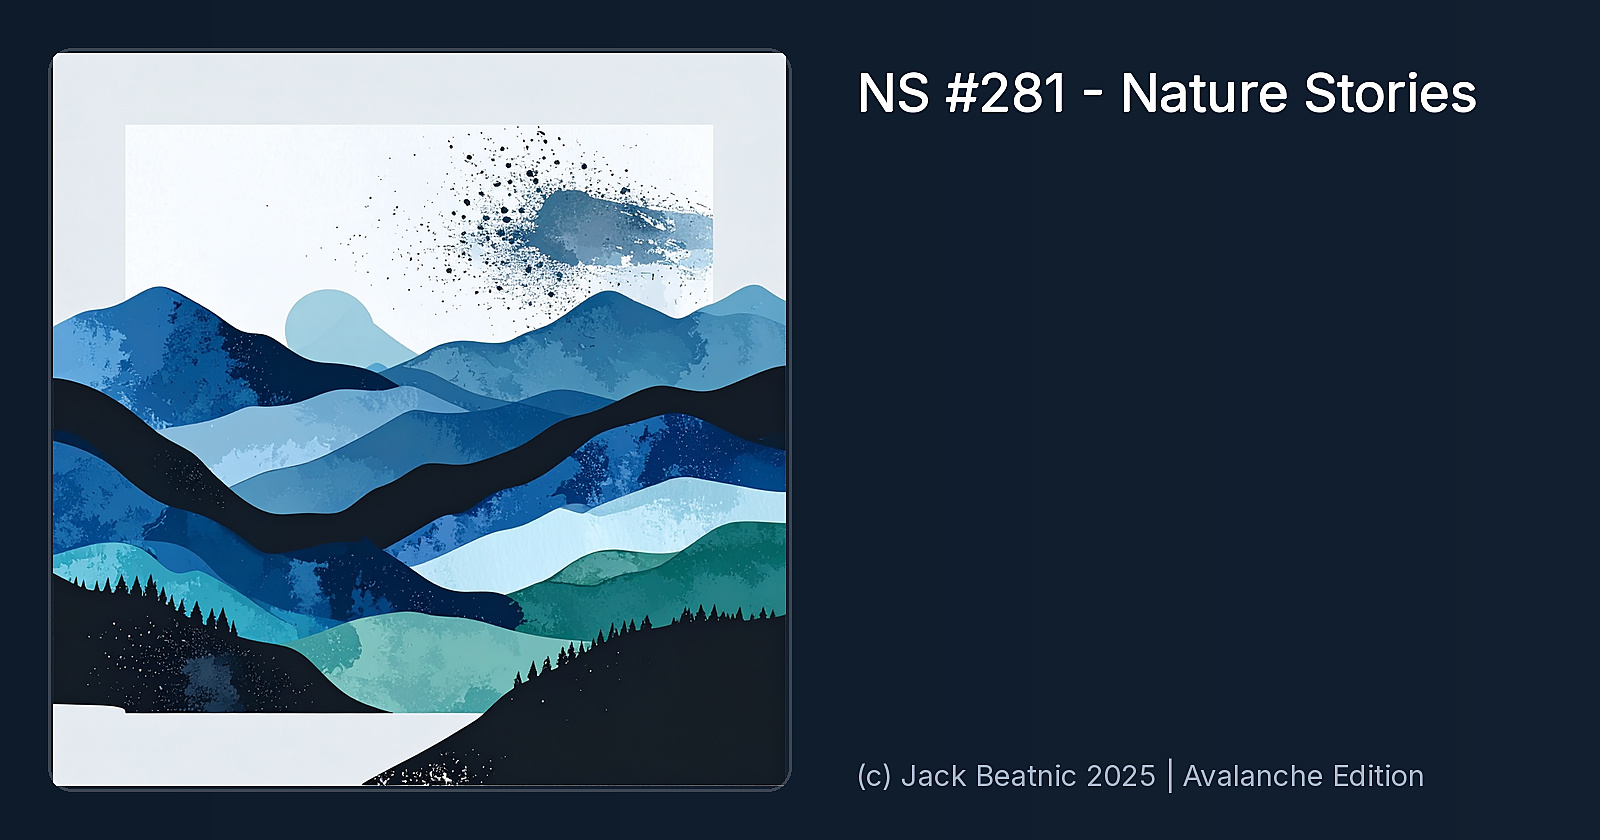 NS #281 - Nature Stories
(c) Jack Beatnic 2025 | Avalanche Edition